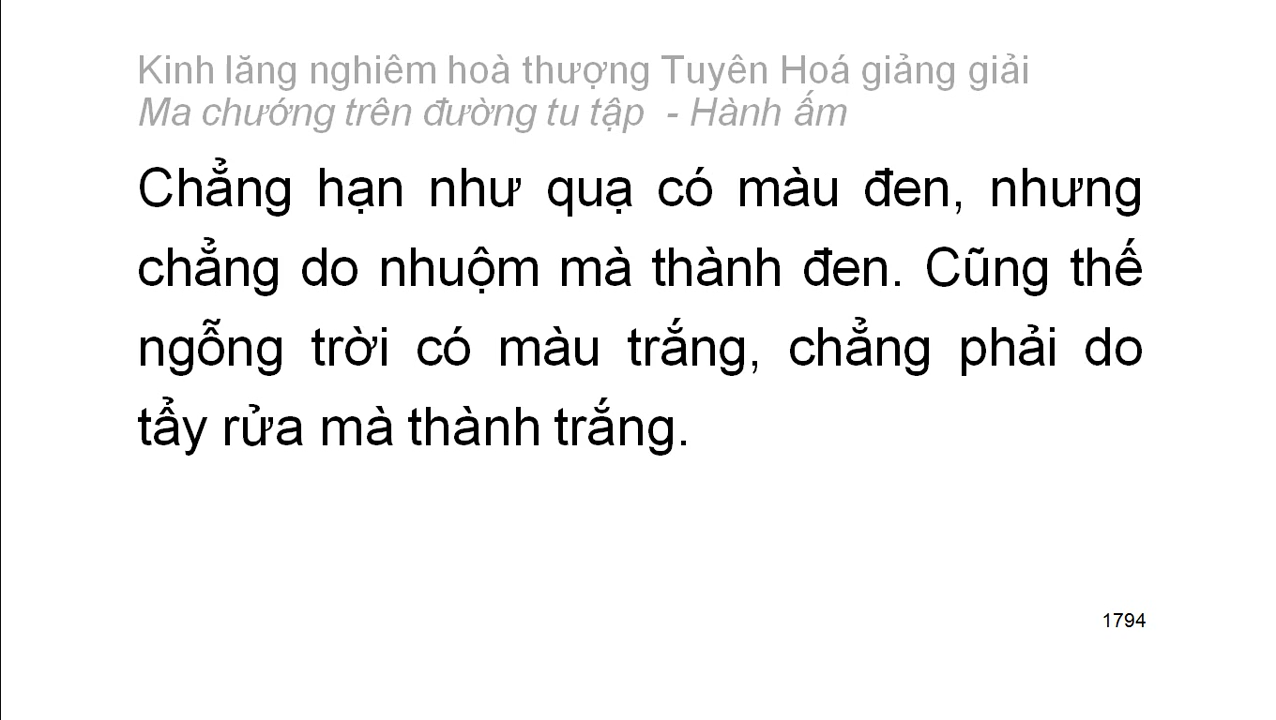 Kinh lăng nghiêm hoà thượng Tuyên Hoá giảng giải
Ma chướng trên đường tu tập - Hành ấm
Chẳng hạn như quạ có màu đen, nhưng
chẳng do nhuộm mà thành đen. Cũng thế
ngỗng trời có màu trắng, chẳng phải do
tẩy rửa mà thành trắng.
1794